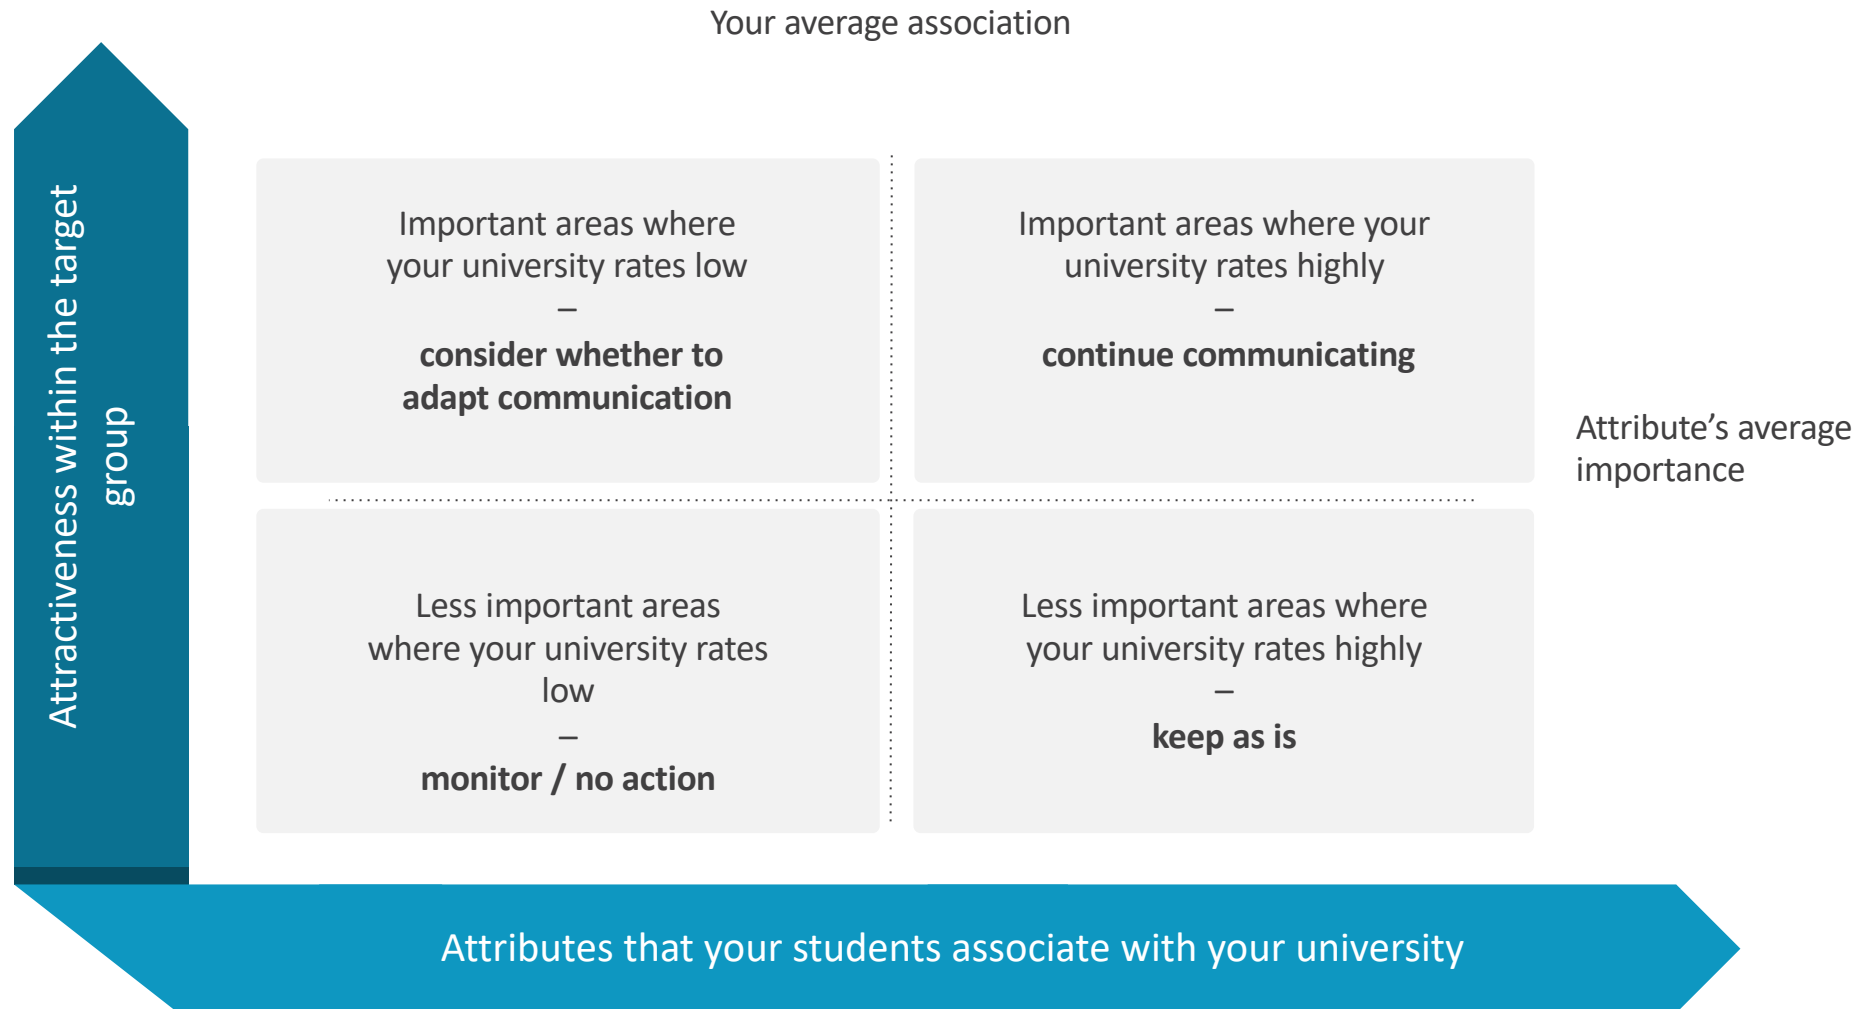 Your average association
Attractiveness within the target
group
Important areas where
your university rates low
–
consider whether to
adapt communication
Important areas where your
university rates highly
–
continue communicating
Attribute’s average
importance
Less important areas
where your university rates
low
–
monitor / no action
Less important areas where
your university rates highly
–
keep as is
Attributes that your students associate with your university